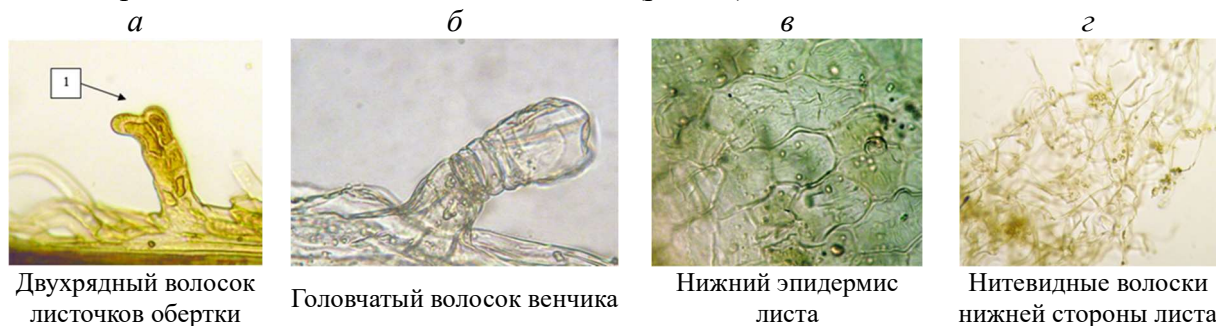 а б в г
1
Двухрядный волосок листочков обертки
Головчатый волосок венчика
Нижний эпидермис листа
Нитевидные волоски нижней стороны листа